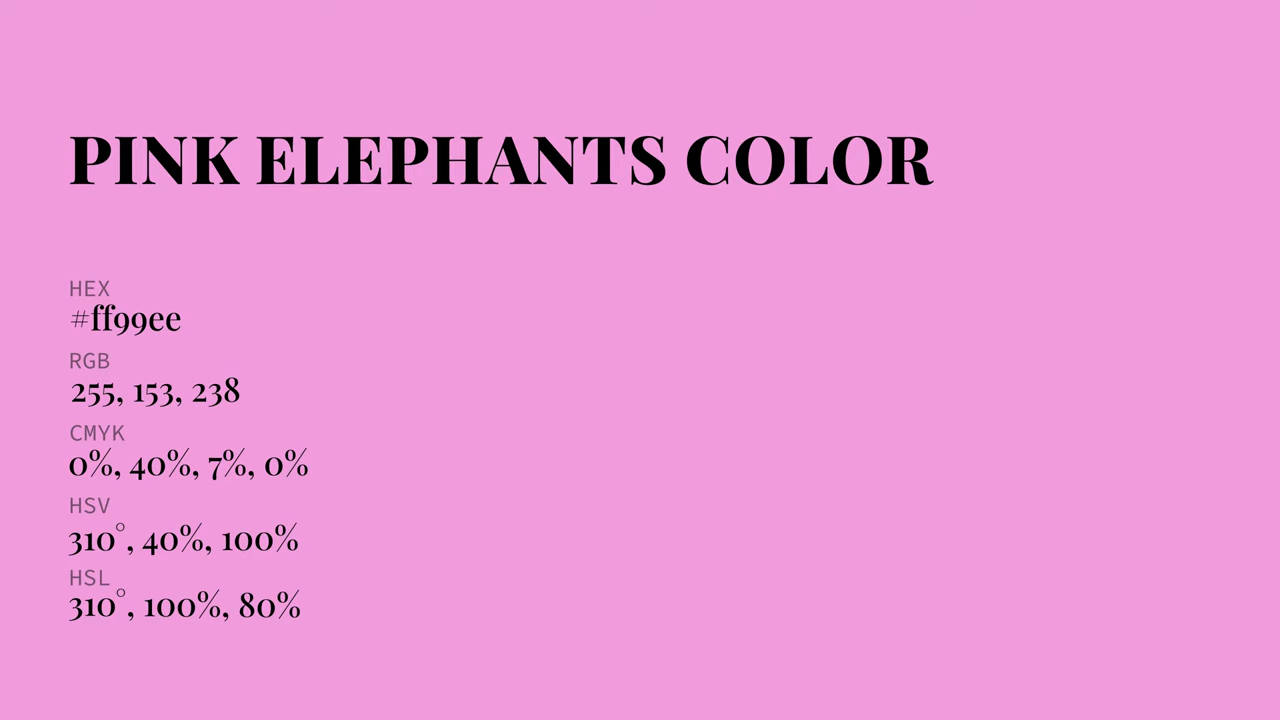 PINK ELEPHANTS COLOR
HEX
#ff99ee
RGB
255, 153, 238
CMYK
0%, 40%, 7%, 0%
HSV
310°, 40%, 100%
HSL
310°, 100%, 80%